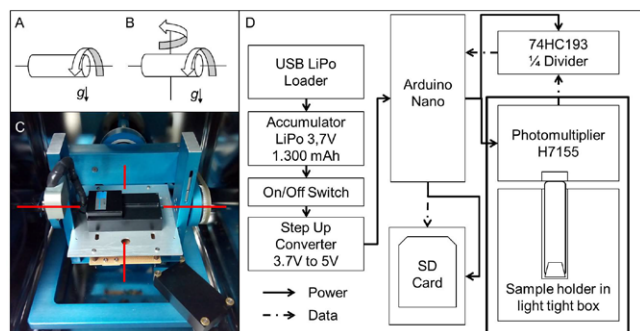 A
B
g
g
C
D
USB LiPo
Loader
Accumulator
LiPo 3,7V
1.300 mAh
On/Off Switch
Step Up
Converter
3.7V to 5V
Arduino
Nano
SD
Card
74HC193
¼ Divider
Photomultiplier
H7155
Sample holder in
light tight box
Power
Data